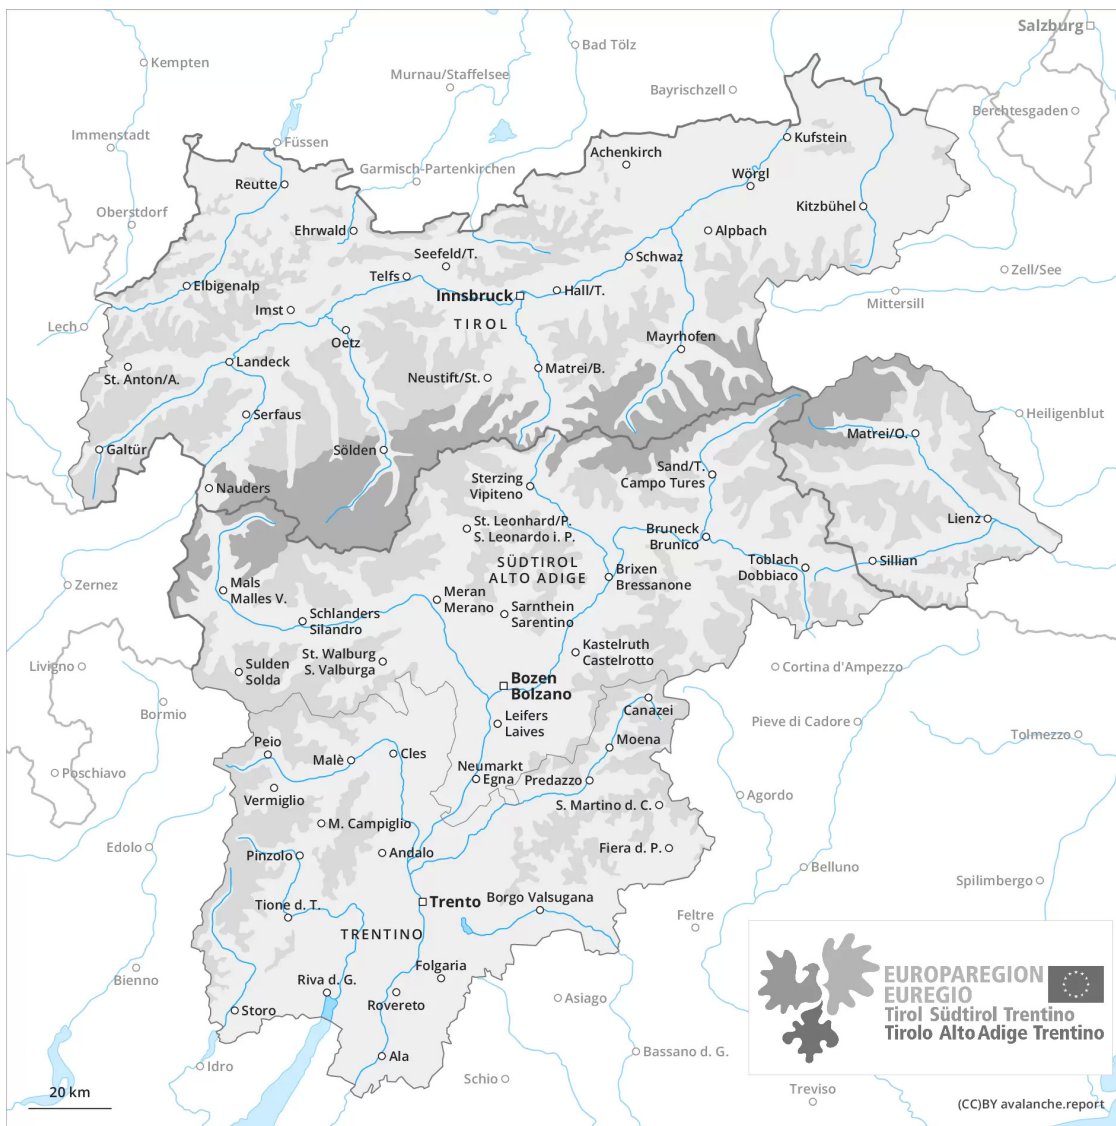 Salzburg
Bad Tölz
Kempten
Murnau/Staffelsee
Bayrischzell
Berchtesgaden
Immenstadt
Füssen
Kufstein
Achenkirch
Garmisch-Partenkirchen
Wörgl
Reutte
Kitzbühel
Oberstdorf
Ehrwald
Alpbach
Seefeld/T.
Schwaz
Zell/See
Telfs
Elbigenalp
Hall/T.
Innsbruck
Mittersill
Imst
TIROL
Lech
Oetz
Mayrhofen
Landeck
Matrei/B.
St. Anton/A.
Neustift/St.
Serfaus
Heiligenblut
Matrei/O.
Galtür
Sölden
Sand/T.
Campo Tures
Sterzing
Vipiteno
Nauders
Lienz
St. Leonhard/P.
S. Leonardo i. P.
Bruneck
Brunico
SÜDTIROL
ALTO ADIGE
Toblach
Dobbiaco
Sillian
Brixen
Bressanone
Zernez
Mals
Malles V.
Meran
Merano
Sarnthein
Sarentino
Schlanders
Silandro
Kastelruth
Castelrotto
St. Walburg
S. Valburga
Livigno
Sulden
Solda
Cortina d'Ampezzo
Bozen
Bolzano
Bormio
Canazei
Leifers
Laives
Pieve di Cadore
Tolmezzo
Peio
Moena
Cles
Malè
Neumarkt
Egna
Predazzo
Poschiavo
Vermiglio
Agordo
S. Martino d. C.
M. Campiglio
Edolo
Andalo
Fiera d. P.
Pinzolo
Belluno
Spilimbergo
Borgo Valsugana
Trento
Tione d. T.
Feltre
TRENTINO
Folgaria
EUROPAREGION
EUREGIO
Tirol Südtirol Trentino
Tirolo Alto Adige Trentino
Bienno
Riva d. G.
Rovereto
Asiago
Storo
Bassano d. G.
Ala
Idro
Schio
Treviso
20 km
(CC)BY avalanche.report